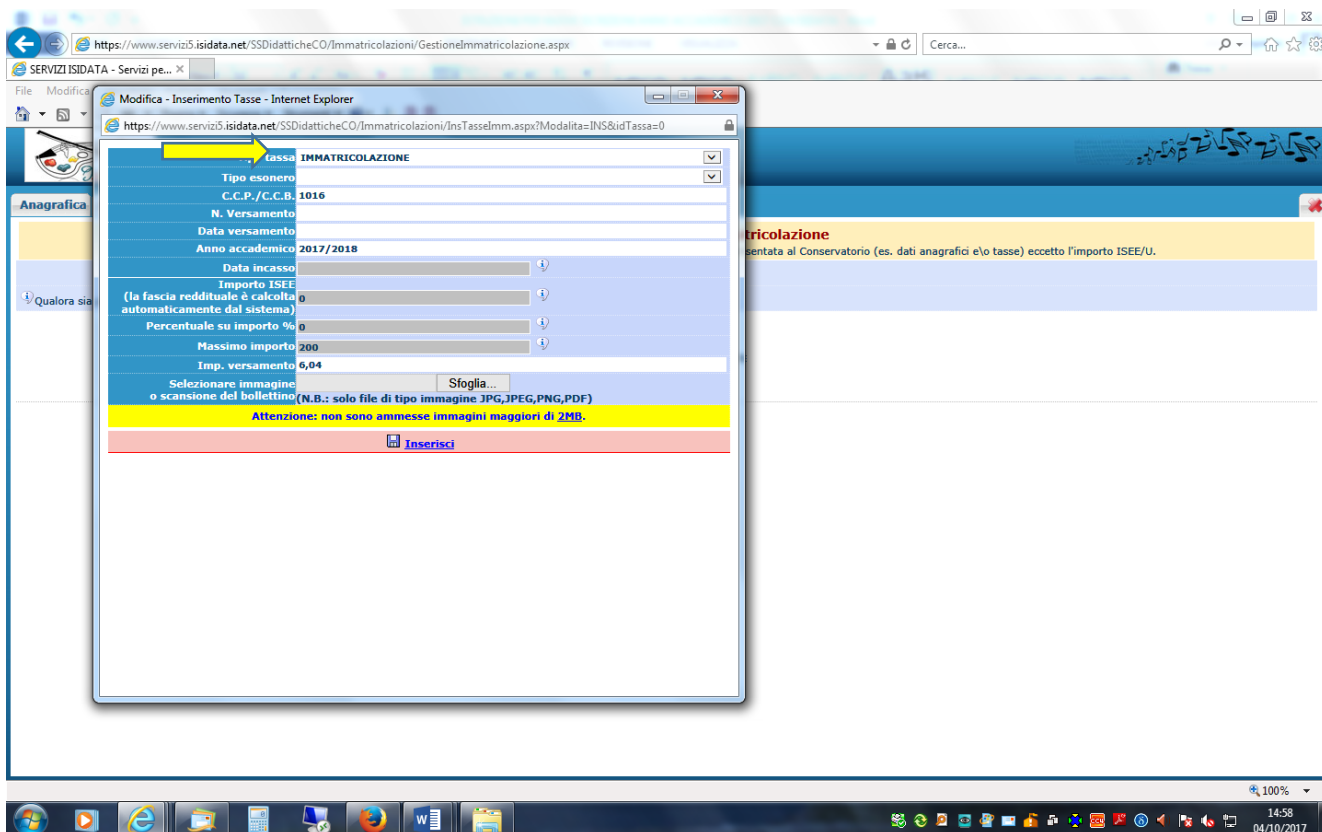 https://www.servizi5.isidata.net/SSDidatticheCO/Immatricolazioni/GestioneImmatricolazione.aspx
Cerca...
SERVIZI ISIDATA - Servizi pe...
File Modifica
Modifica - Inserimento Tasse - Internet Explorer
https://www.servizi5.isidata.net/SSDidatticheCO/Immatricolazioni/InsTasseImm.aspx?Modalita=INS&idTassa=0
tassa IMMATRICOLAZIONE
Tipo esonero
C.C.P./C.C.B. 1016
N. Versamento
Data versamento
Anno accademico 2017/2018
Data incasso
Importo ISEE
(la fascia reddituale è calcolta
automaticamente dal sistema) 0
Percentuale su importo % 0
Massimo importo 200
Imp. versamento 6,04
Selezionare immagine
o scansione del bollettino
Sfoglia...
(N.B.: solo file di tipo immagine JPG,JPEG,PNG,PDF)
Attenzione: non sono ammesse immagini maggiori di 2MB.
Inserisci
Anagrafica
tricolazione
sentata al Conservatorio (es. dati anagrafici e\o tasse) eccetto l'importo ISEE/U.
Qualora sia
100%
14:58
04/10/2017